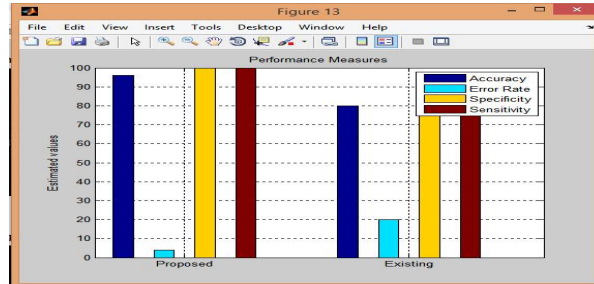 Figure 13
File Edit View Insert Tools Desktop Window Help
Performance Measures
100
90
80
70
60
50
40
30
20
10
0
Estimated values
Proposed Existing
Accuracy
Error Rate
Specificity
Sensitivity